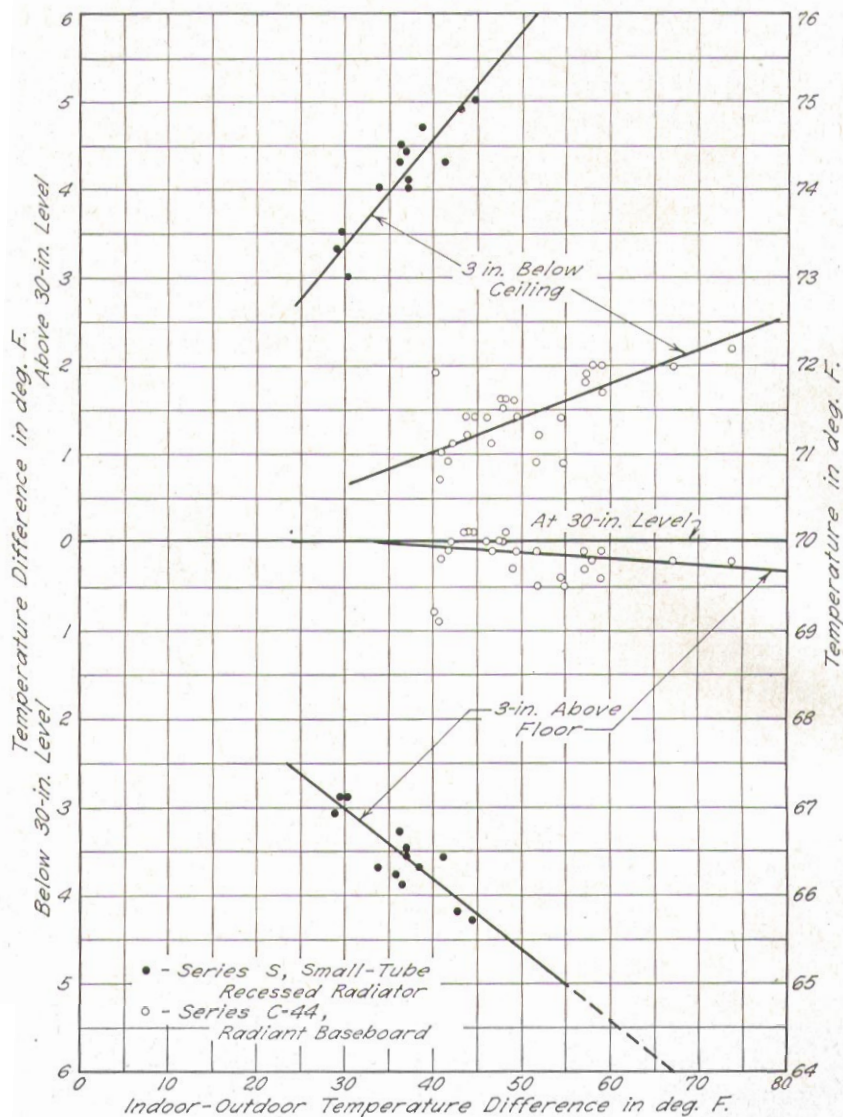 6
5
4
3
2
1
0
1
2
3
4
5
6
Temperature Difference in deg. F.
Above 30-in. Level
Below 30-in. Level
76
75
74
73
72
71
70
69
68
67
66
65
64
Temperature in deg. F.
3 in. Below
Ceiling
At 30-in. Level
3-in. Above
Floor
● - Series S, Small-Tube
Recessed Radiator
○ - Series C-44,
Radiant Baseboard
0 10 20 30 40 50 60 70 80
Indoor-Outdoor Temperature Difference in deg. F.